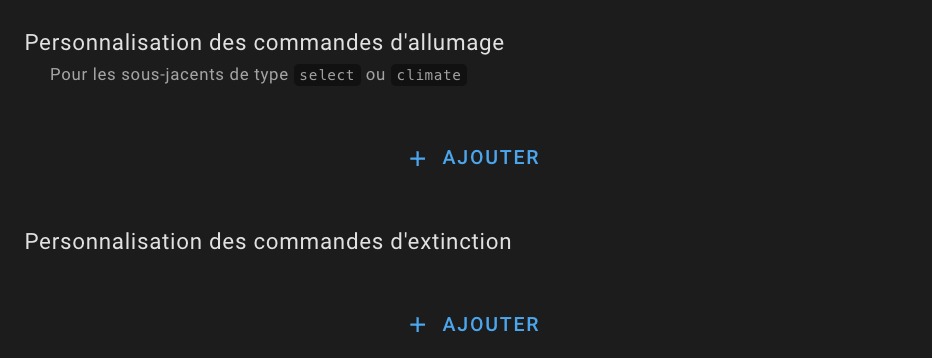 Personnalisation des commandes d'allumage
Pour les sous-jacents de type select ou climate
+ AJOUTER
Personnalisation des commandes d'extinction
+ AJOUTER